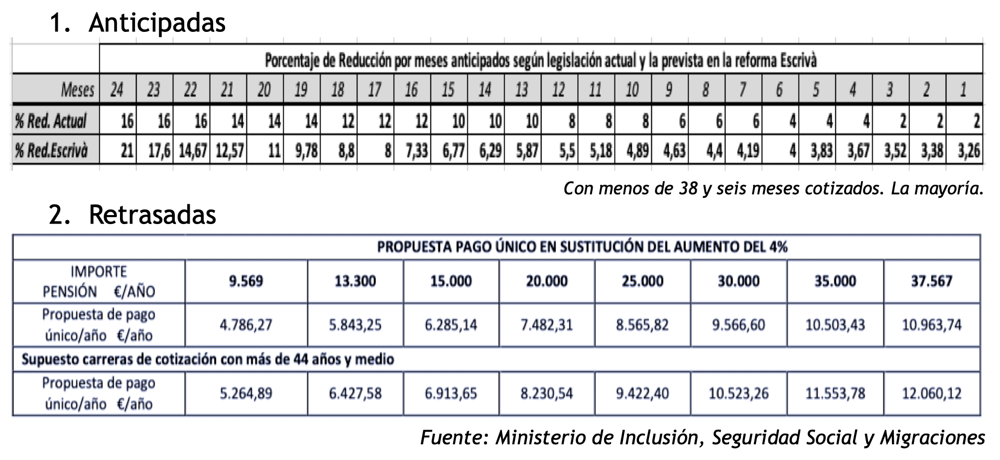 1. Anticipadas
Porcentaje de Reducción por meses anticipados según legislación actual y la prevista en la reforma Escrivà
Meses 24 23 22 21 20 19 18 17 16 15 14 13 12 11 10 9 8 7 6 5 4 3 2 1
% Red. Actual 16 16 16 14 14 14 12 12 12 10 10 10 8 8 8 6 6 6 4 4 4 2 2 2
% Red.Escrivà 21 17,6 14,67 12,57 11 9,78 8,8 8 7,33 6,77 6,29 5,87 5,5 5,18 4,89 4,63 4,4 4,19 4 3,83 3,67 3,52 3,38 3,26
Con menos de 38 y seis meses cotizados. La mayoría.
2. Retrasadas
PROPUESTA PAGO ÚNICO EN SUSTITUCIÓN DEL AUMENTO DEL 4%
IMPORTE
PENSIÓN €/AÑO 9.569 13.300 15.000 20.000 25.000 30.000 35.000 37.567
Propuesta de pago
único/año €/año 4.786,27 5.843,25 6.285,14 7.482,31 8.565,82 9.566,60 10.503,43 10.963,74
Supuesto carreras de cotización con más de 44 años y medio
Propuesta de pago
único/año €/año 5.264,89 6.427,58 6.913,65 8.230,54 9.422,40 10.523,26 11.553,78 12.060,12
Fuente: Ministerio de Inclusión, Seguridad Social y Migraciones